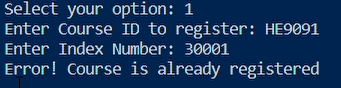 Select your option: 1
Enter Course ID to register: HE9091
Enter Index Number: 30001
Error! Course is already registered